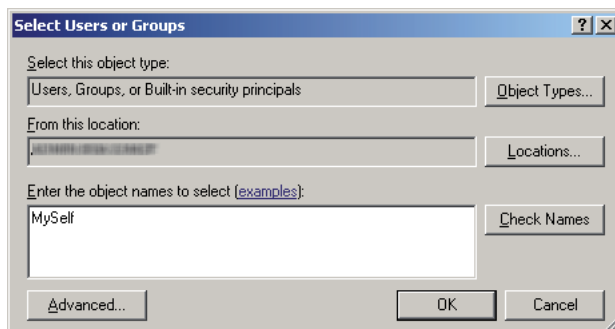 Select Users or Groups
Select this object type:
Users, Groups, or Built-in security principals
Object Types...
From this location:
Locations...
Enter the object names to select (examples):
MySelf
Check Names
Advanced...
OK
Cancel